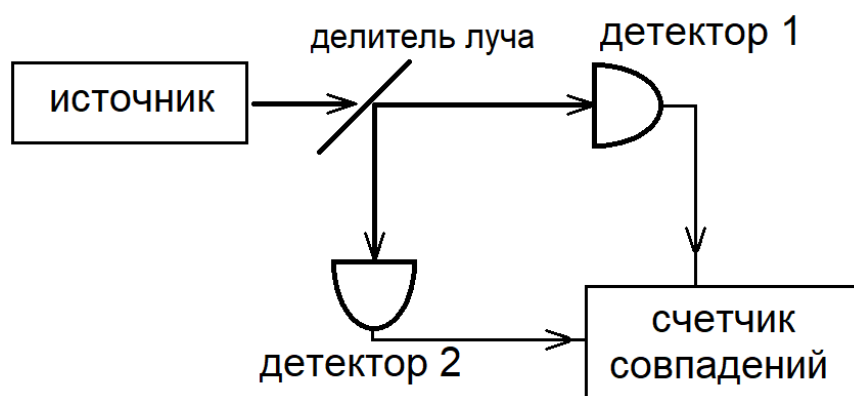 делитель луча
детектор 1
источник
детектор 2
счетчик
совпадений